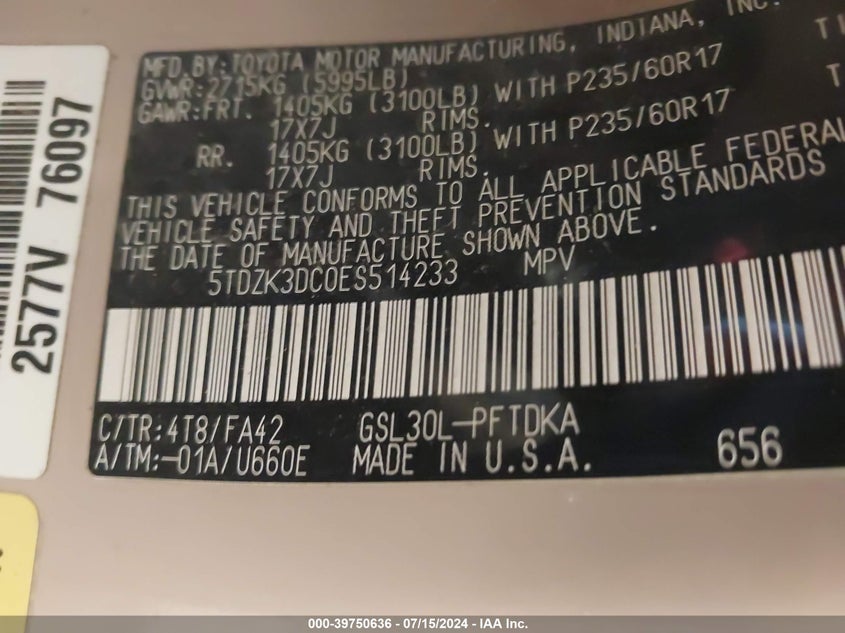 MFD. BY: TOYOTA MOTOR MANUFACTURING, INDIANA, INC.
GVWR: 2715KG (5995LB)
GAWR: FRT. 1405KG (3100LB) WITH P235/60R17
17X7J RIMS.
RR. 1405KG (3100LB) WITH P235/60R17
17X7J RIMS.
THIS VEHICLE CONFORMS TO ALL APPLICABLE FEDERAL
VEHICLE SAFETY AND THEFT PREVENTION STANDARDS
THE DATE OF MANUFACTURE SHOWN ABOVE.
5TDZK3DC0ES514233 MPV
C/TR: 4T8/FA42 GSL30L-PFTDKA
A/TM: -01A/U660E MADE IN U.S.A. 656
2577V 76097
000-39750636 - 07/15/2024 - IAA Inc.